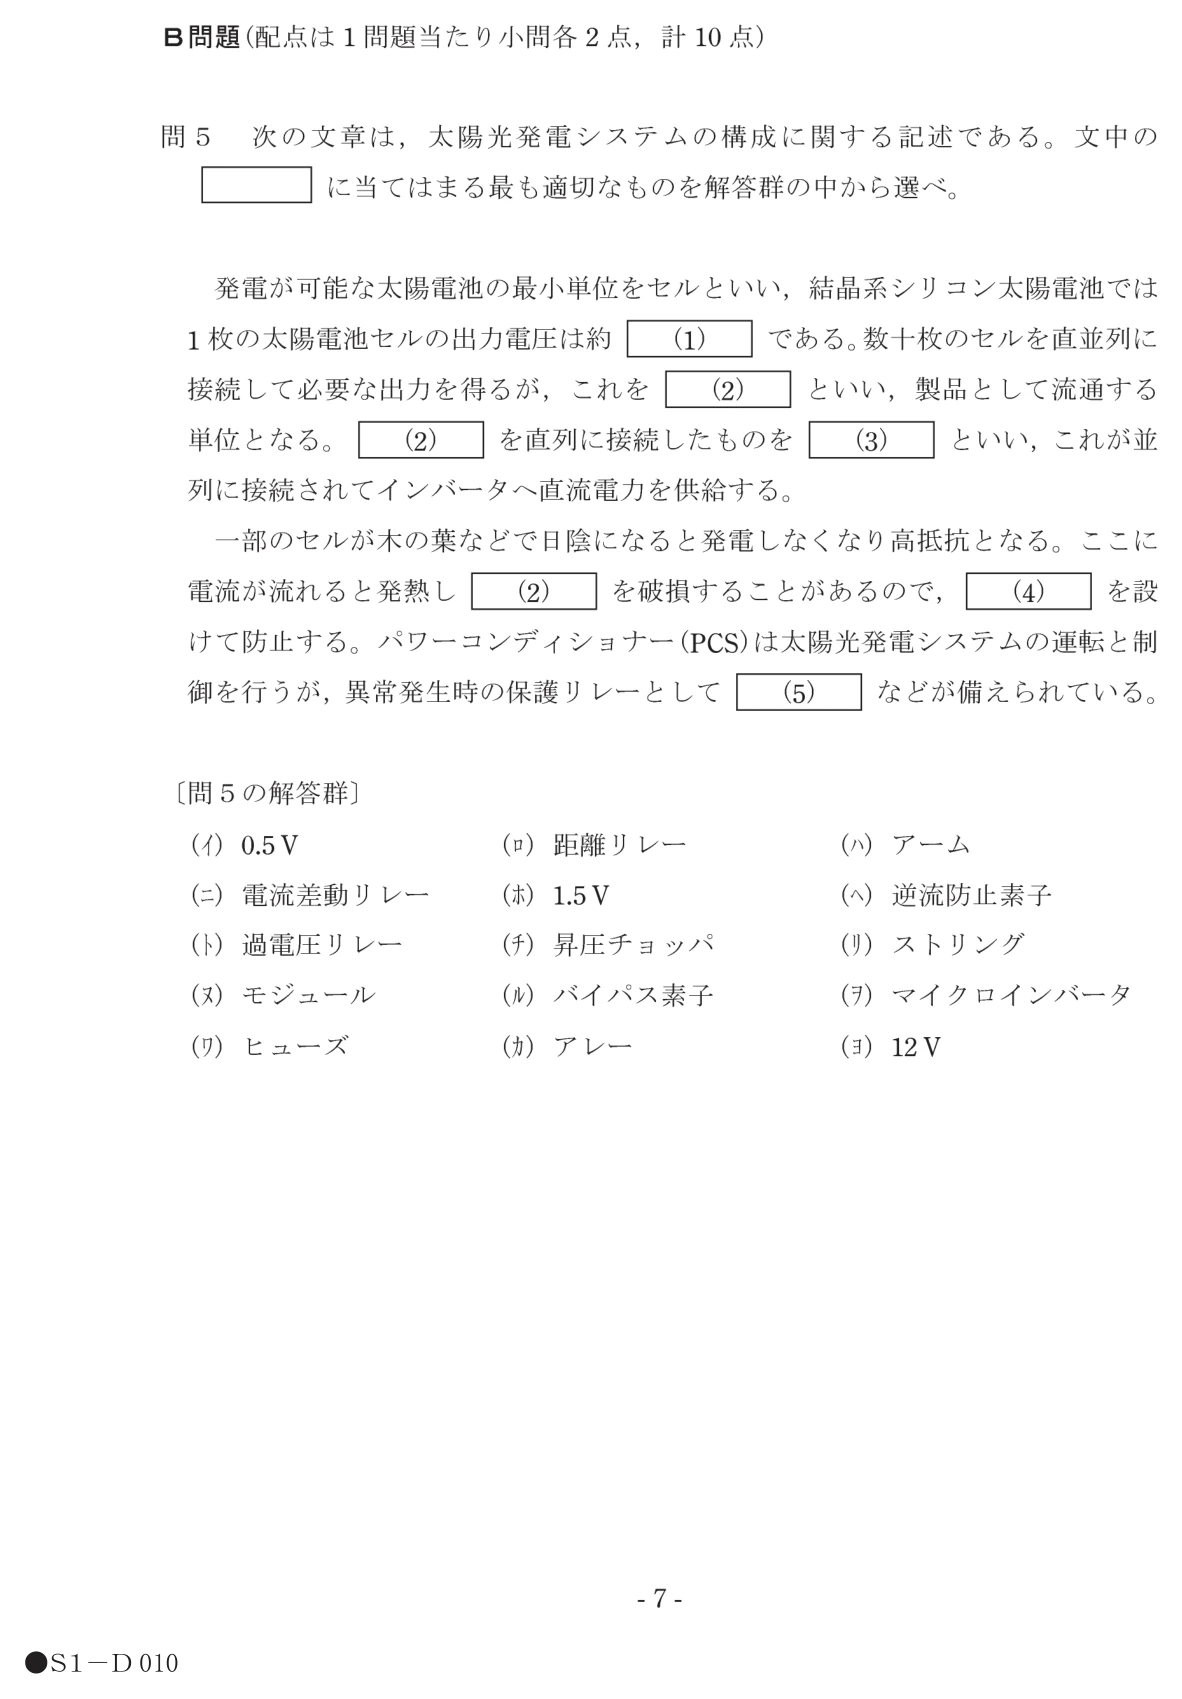 B問題(配点は1問題当たり小問各2点，計10点)
問5　次の文章は，太陽光発電システムの構成に関する記述である。文中の
に当てはまる最も適切なものを解答群の中から選べ。
発電が可能な太陽電池の最小単位をセルといい，結晶系シリコン太陽電池では
1枚の太陽電池セルの出力電圧は約 (1) である。数十枚のセルを直並列に
接続して必要な出力を得るが，これを (2) といい，製品として流通する
単位となる。 (2) を直列に接続したものを (3) といい，これが並
列に接続されてインバータへ直流電力を供給する。
一部のセルが木の葉などで日陰になると発電しなくなり高抵抗となる。ここに
電流が流れると発熱し (2) を破損することがあるので， (4) を設
けて防止する。パワーコンディショナー(PCS)は太陽光発電システムの運転と制
御を行うが，異常発生時の保護リレーとして (5) などが備えられている。
〔問5の解答群〕
(イ) 0.5 V　(ロ) 距離リレー　(ハ) アーム
(ニ) 電流差動リレー　(ホ) 1.5 V　(ヘ) 逆流防止素子
(ト) 過電圧リレー　(チ) 昇圧チョッパ　(リ) ストリング
(ヌ) モジュール　(ル) バイパス素子　(ヲ) マイクロインバータ
(ワ) ヒューズ　(カ) アレー　(ヨ) 12 V
- 7 -
●S1－D 010